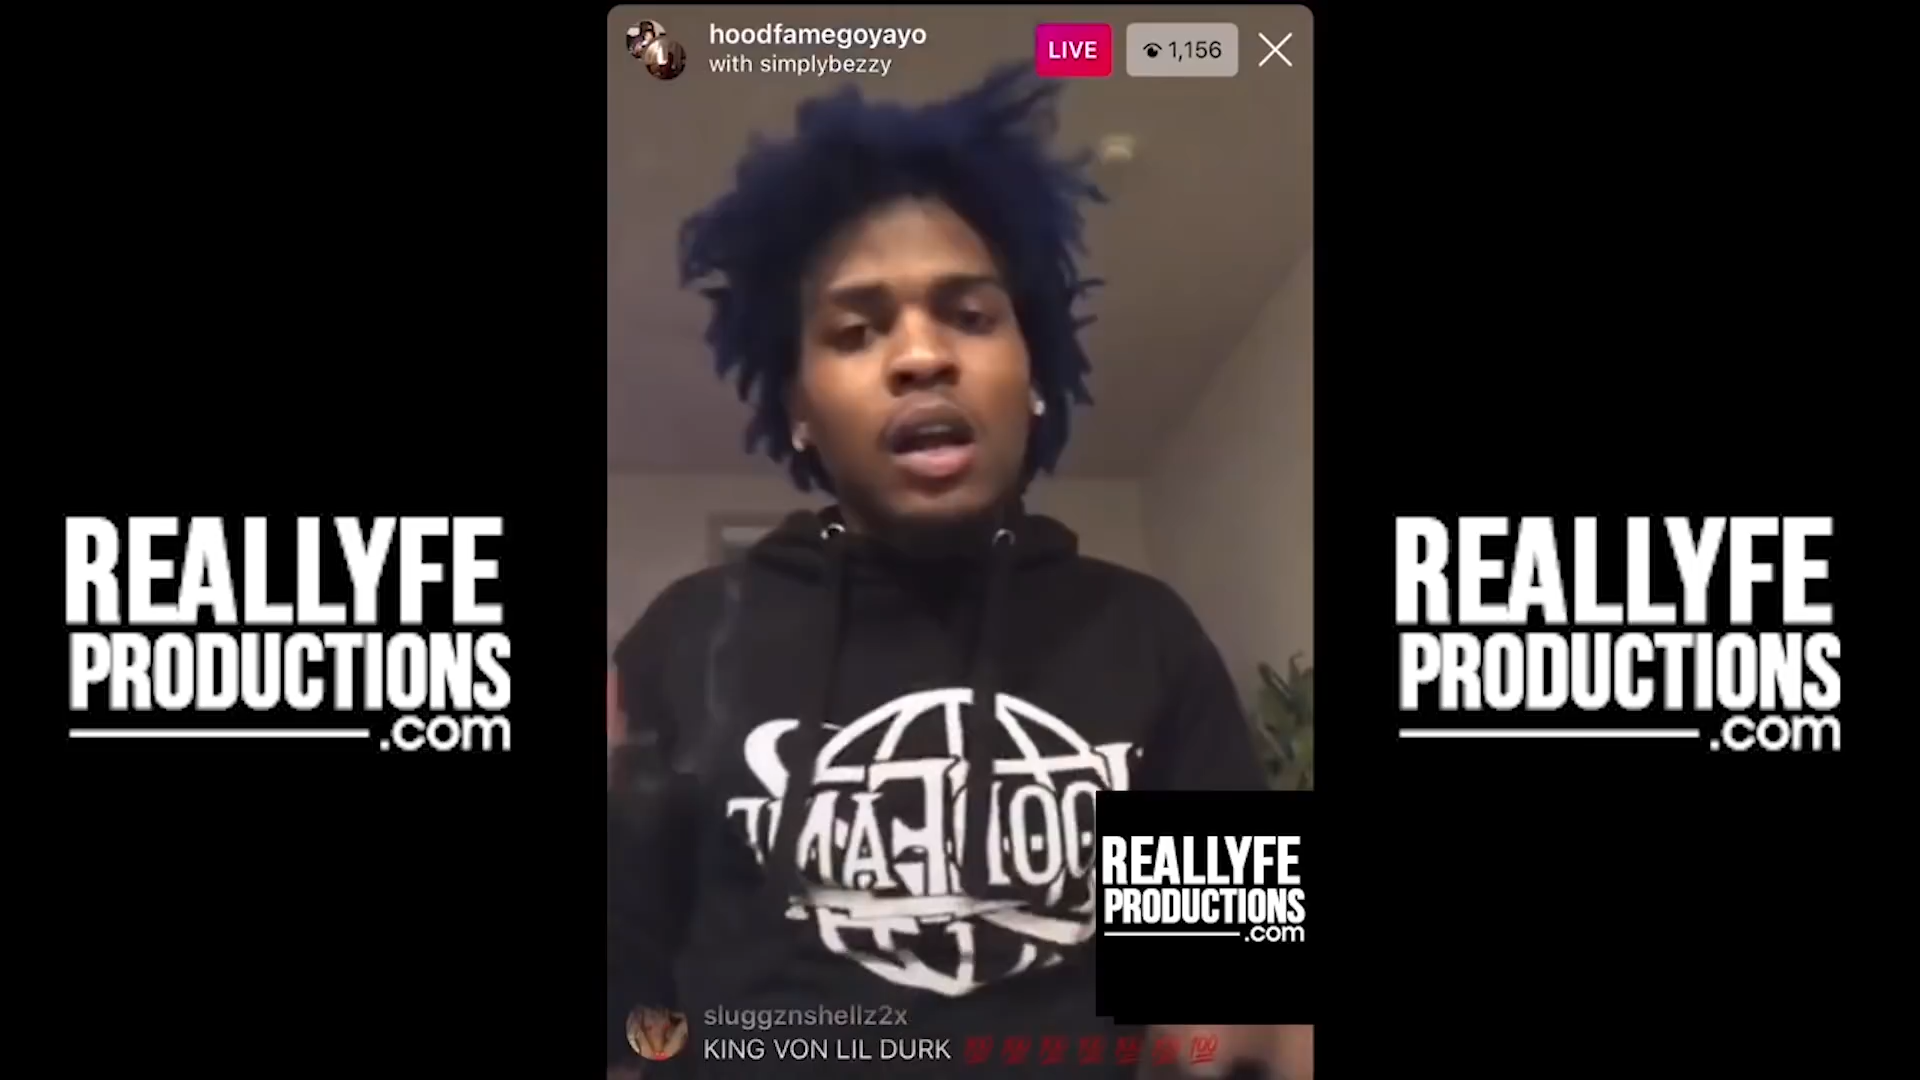 hoodfamegoyayo
with simplybezzy
LIVE
1,156
REALLYFE
PRODUCTIONS
.com
REALLYFE
PRODUCTIONS
.com
REALLYFE
PRODUCTIONS
.com
sluggznshellz2x
KING VON LIL DURK 💯 💯 💯 💯 💯 💯 💯